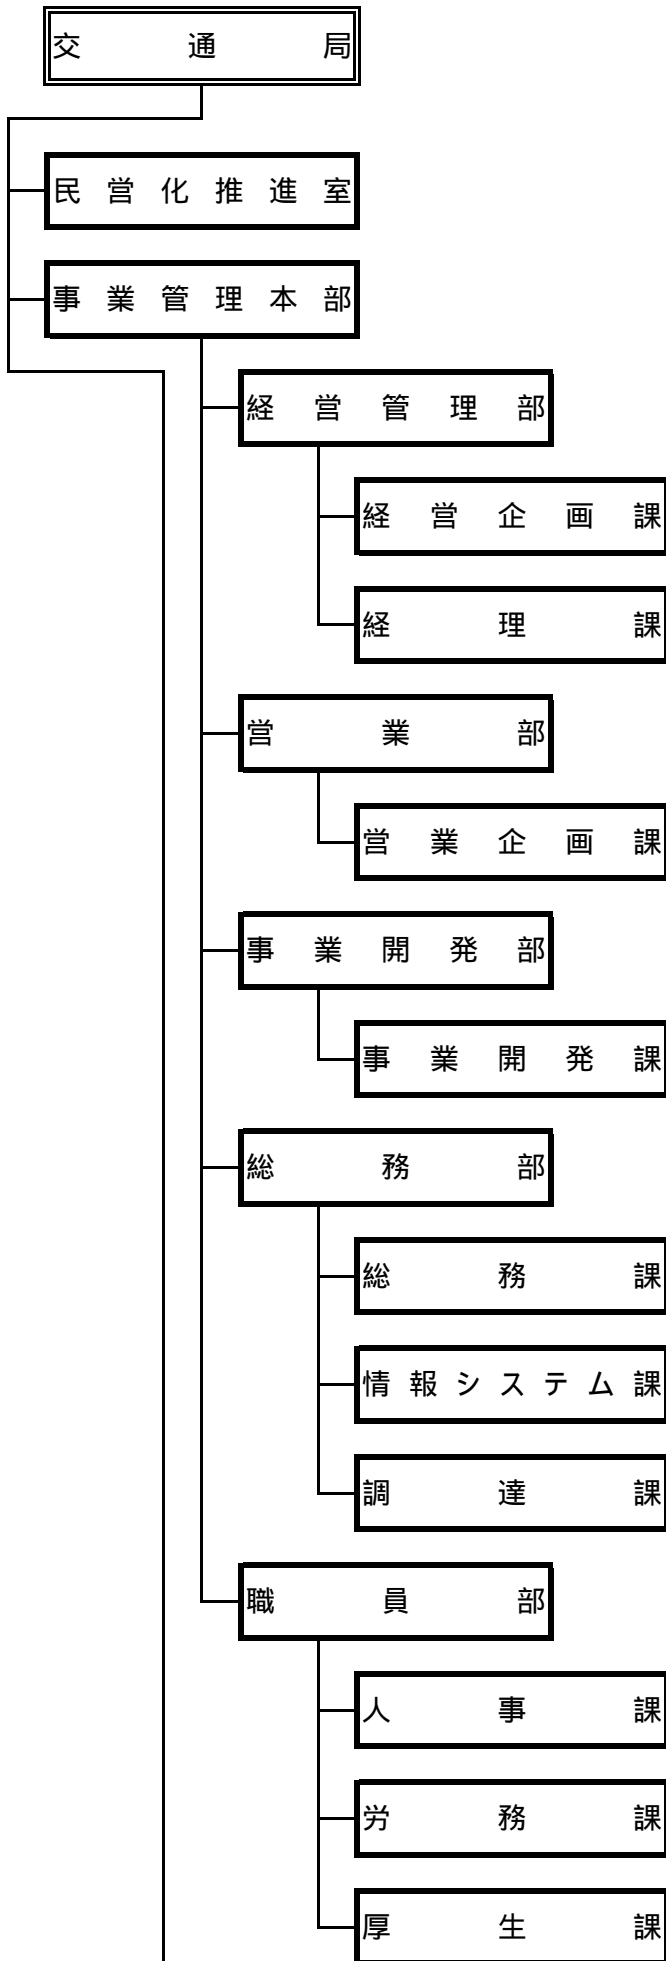 交通局
民営化推進室
事業管理本部
経営管理部
経営企画課
経理課
営業部
営業企画課
事業開発部
事業開発課
総務部
総務課
情報システム課
調達課
職員部
人事課
労務課
厚生課